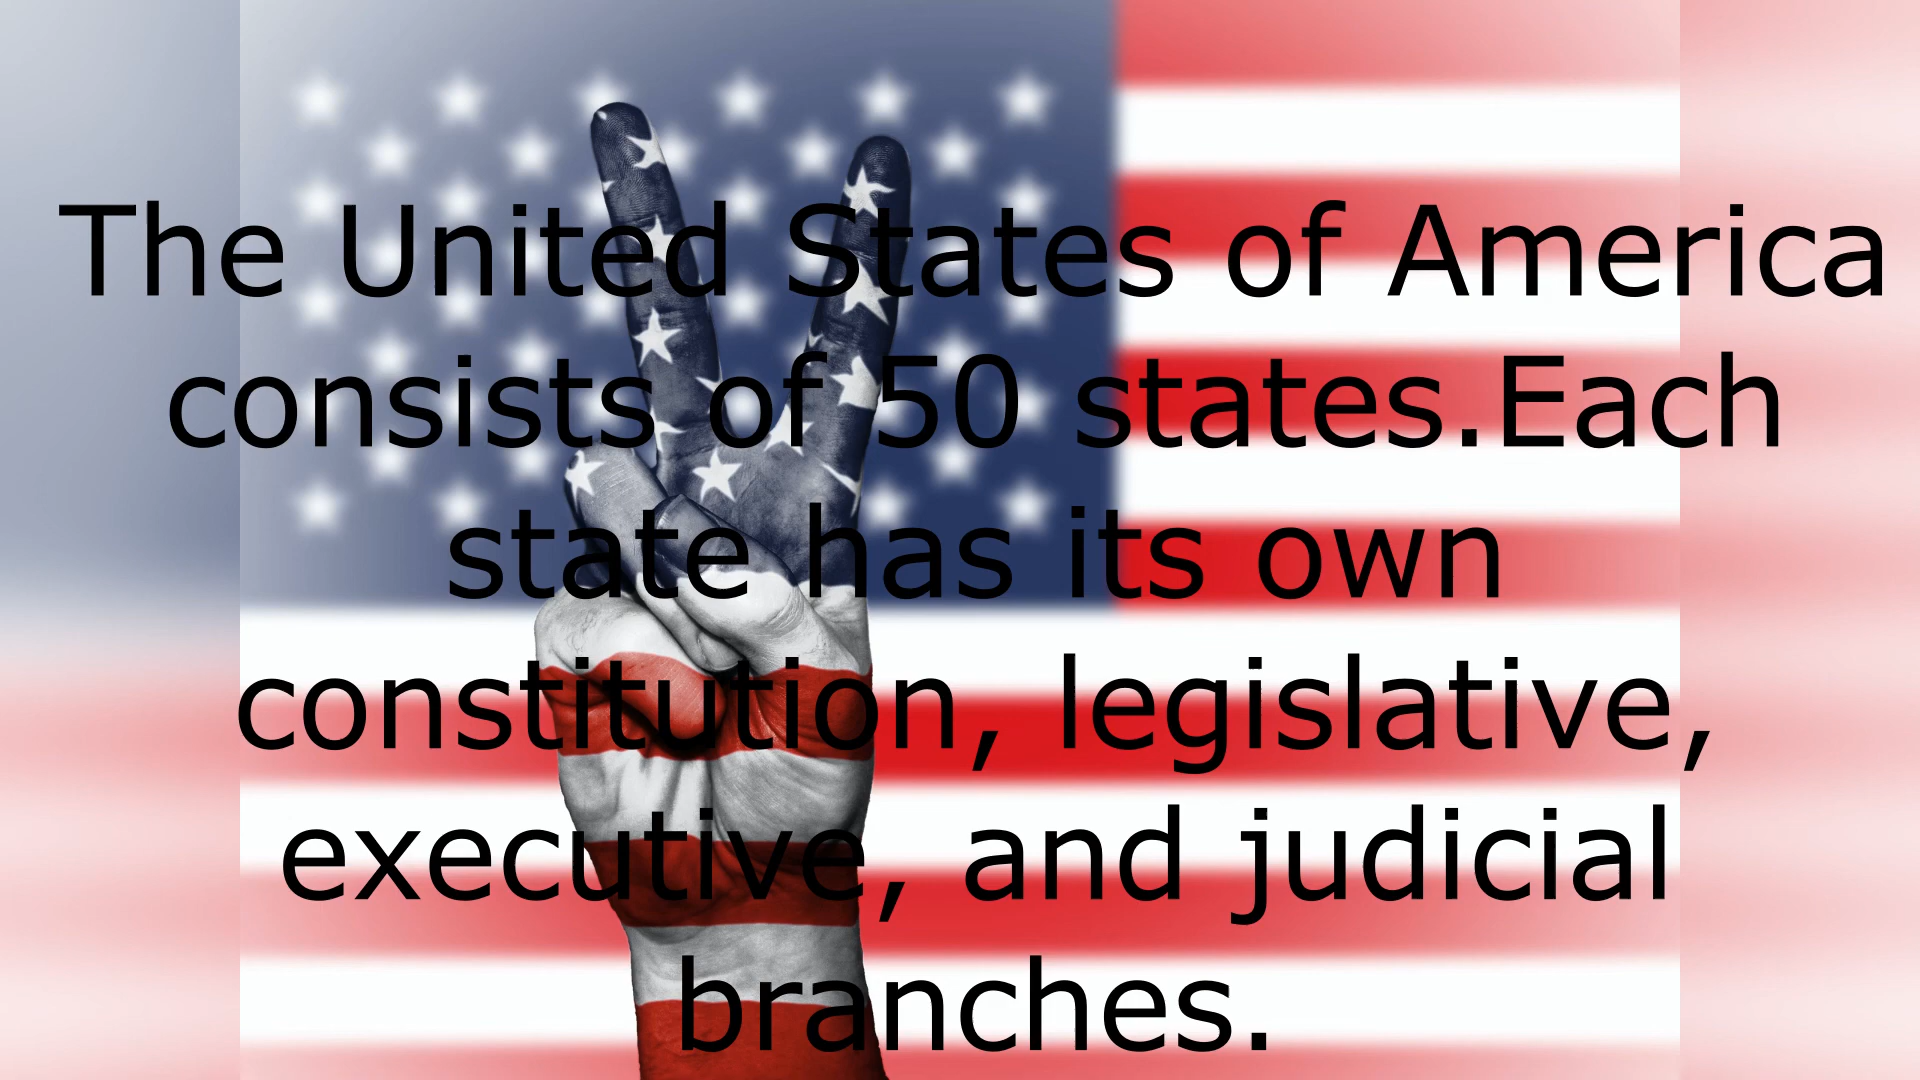 The United States of America
consists of 50 states.Each
state has its own
constitution, legislative,
executive, and judicial
branches.